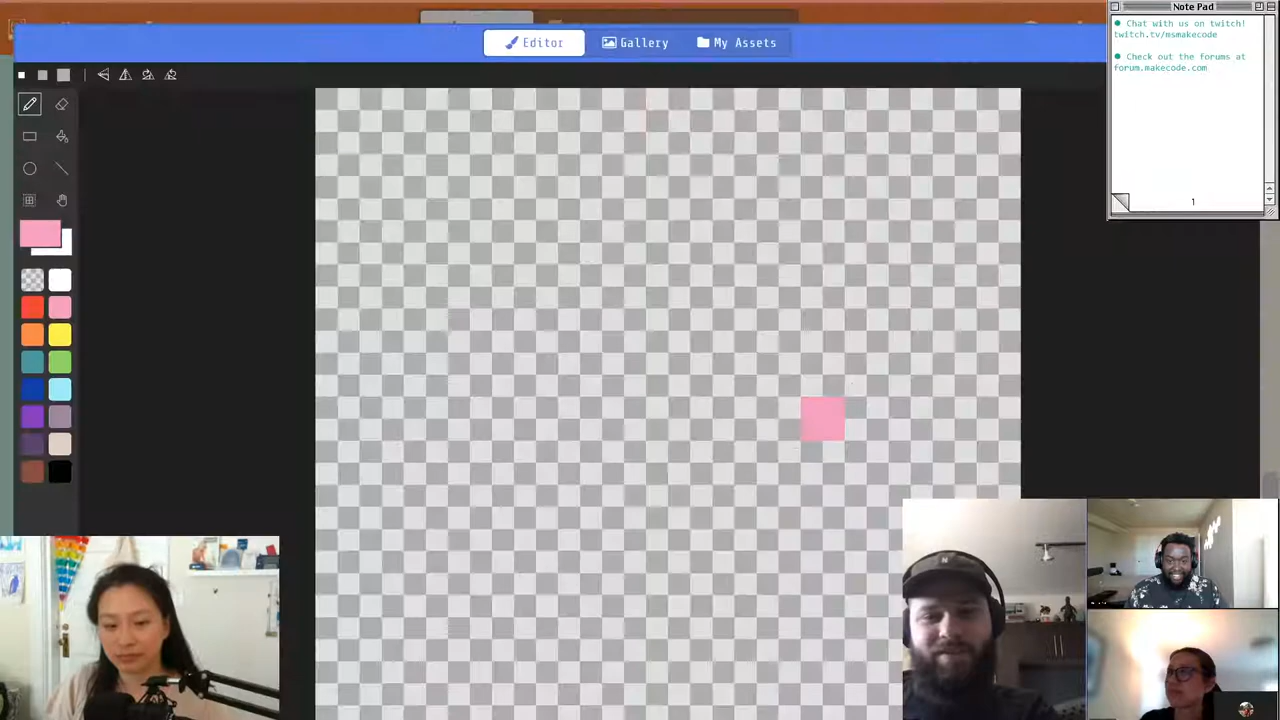 Editor
Gallery
My Assets
Note Pad
Chat with us on twitch!
twitch.tv/msmakecode
Check out the forums at
forum.makecode.com
1